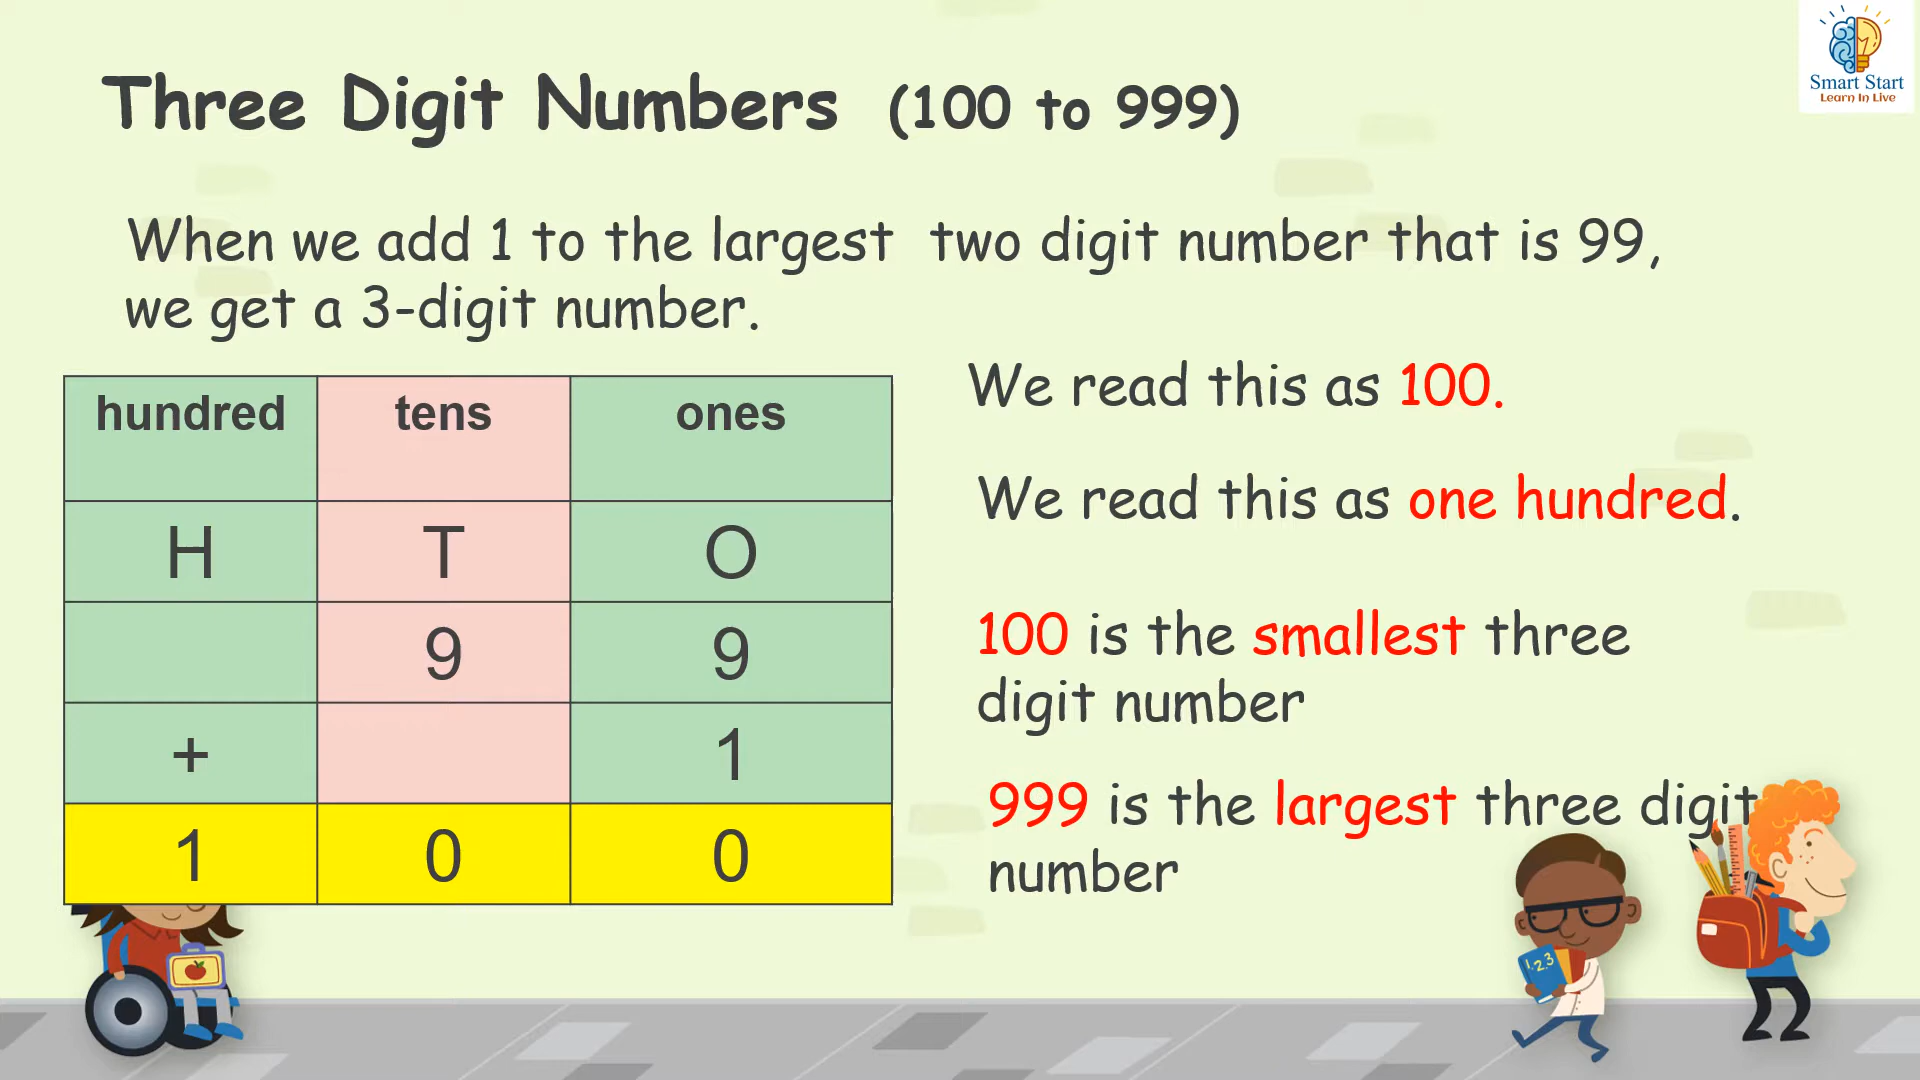 Smart Start
Learn In Live
Three Digit Numbers (100 to 999)
When we add 1 to the largest two digit number that is 99,
we get a 3-digit number.
hundred tens ones
H T O
9 9
+ 1
1 0 0
We read this as 100.
We read this as one hundred.
100 is the smallest three
digit number
999 is the largest three digit
number
1.2.3